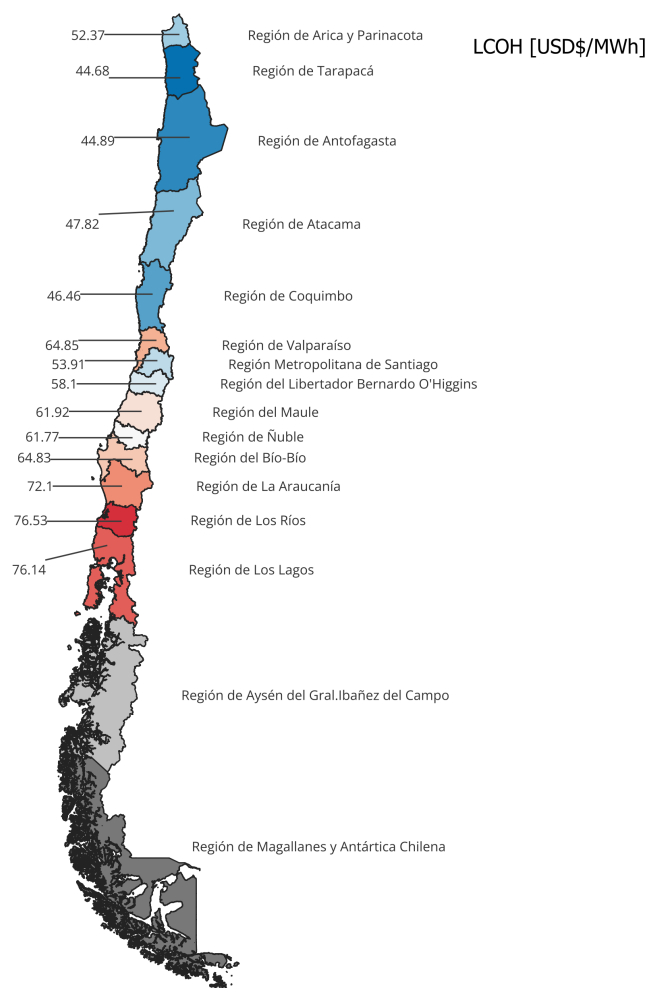 LCOH [USD$/MWh]
52.37 Región de Arica y Parinacota
44.68 Región de Tarapacá
44.89 Región de Antofagasta
47.82 Región de Atacama
46.46 Región de Coquimbo
64.85 Región de Valparaíso
53.91 Región Metropolitana de Santiago
58.1 Región del Libertador Bernardo O'Higgins
61.92 Región del Maule
61.77 Región de Ñuble
64.83 Región del Bío-Bío
72.1 Región de La Araucanía
76.53 Región de Los Ríos
76.14 Región de Los Lagos
Región de Aysén del Gral.Ibañez del Campo
Región de Magallanes y Antártica Chilena